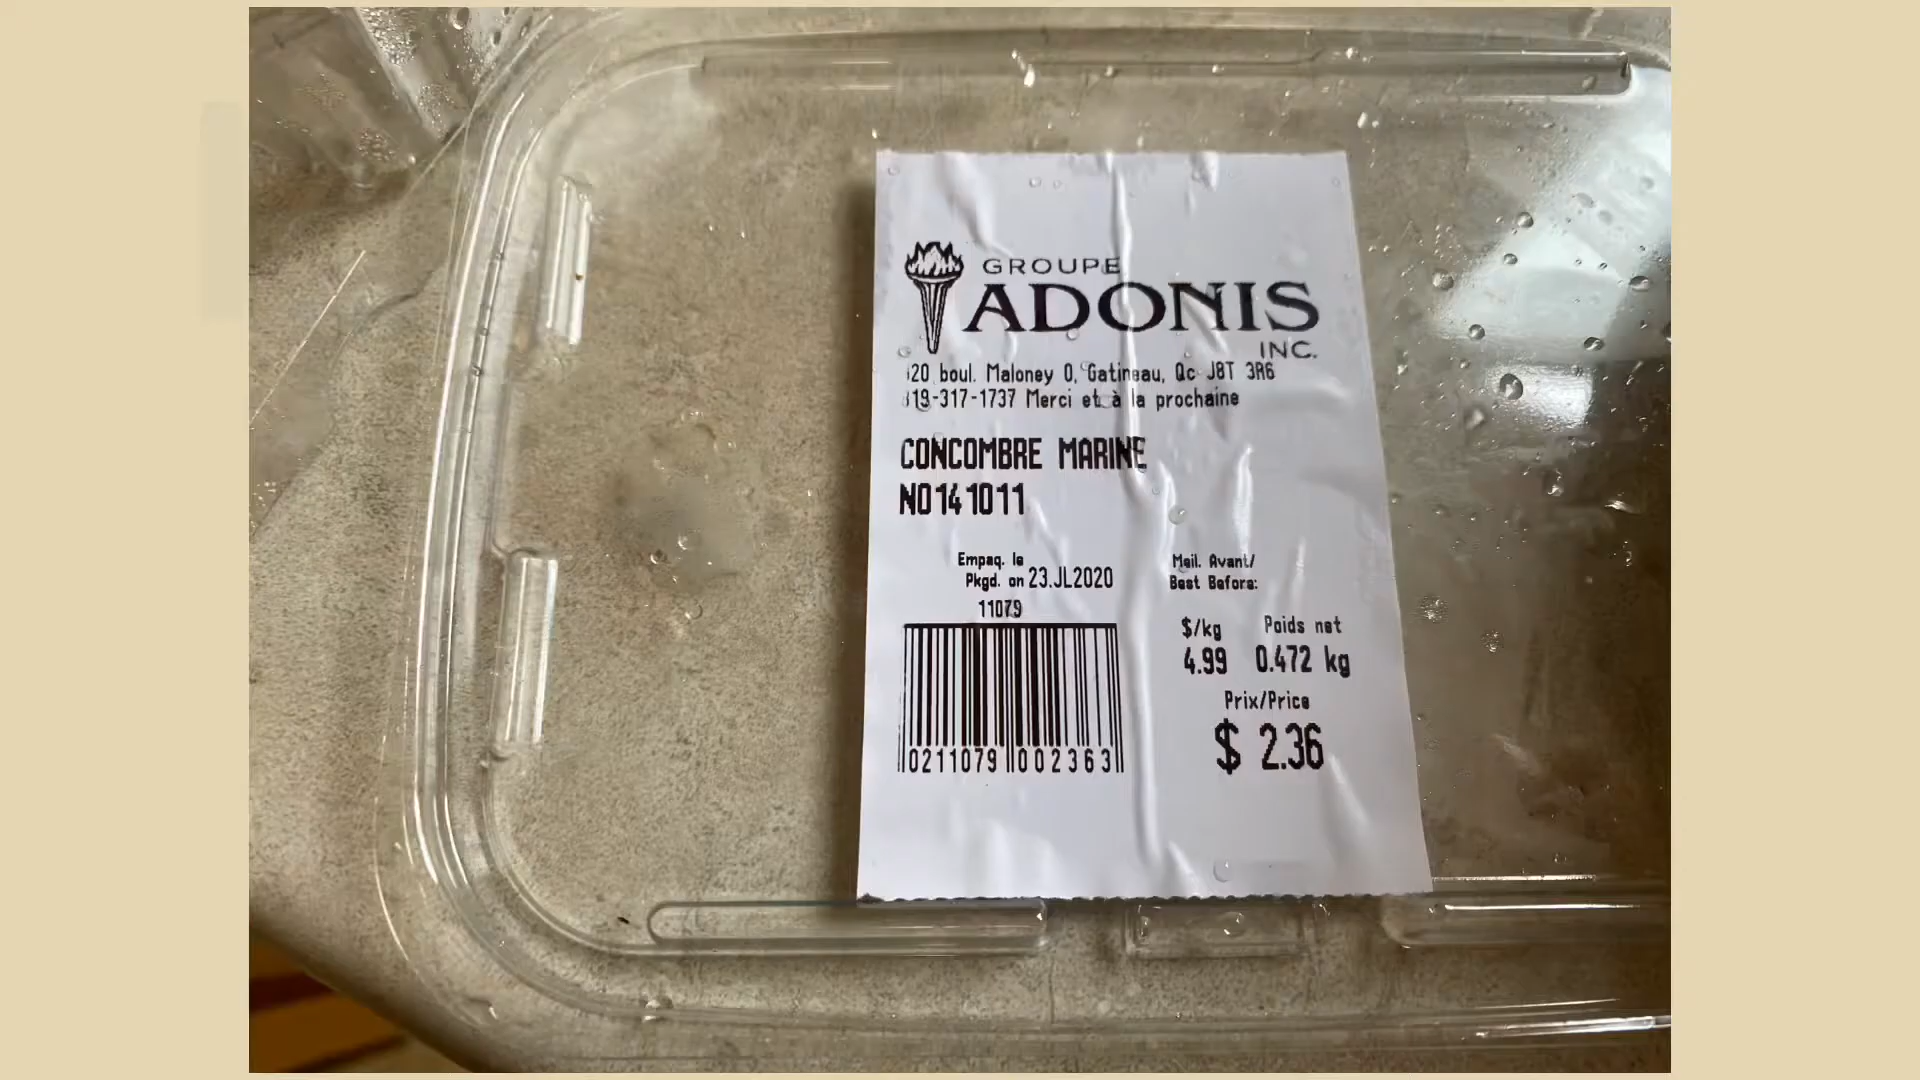 GROUPE
ADONIS
INC.
20 boul. Maloney O, Gatineau, Qc J8T 3R6
19-317-1737 Merci et à la prochaine
CONCOMBRE MARINE
NO141011
Empaq. le
Pkgd. on 23.JL2020
Meil. Avant/
Best Before:
11079
$/kg Poids net
4.99 0.472 kg
Prix/Price
$ 2.36
0211079 002363